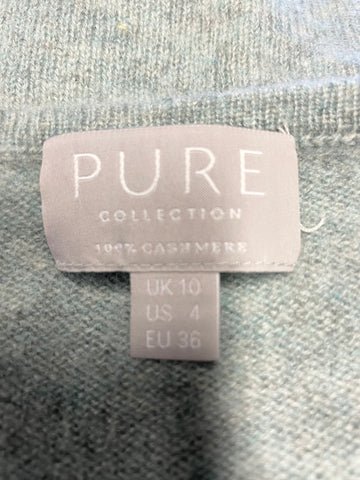 PURE
COLLECTION
100% CASHMERE
UK 10
US 4
EU 36